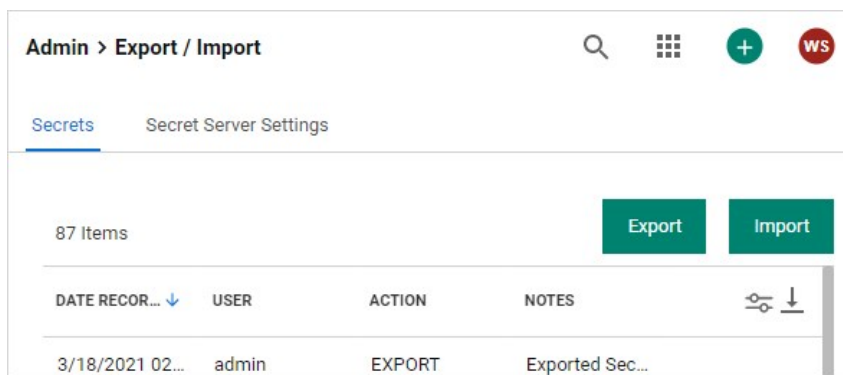 Admin > Export / Import
WS
Secrets Secret Server Settings
87 Items Export Import
DATE RECOR... USER ACTION NOTES
3/18/2021 02... admin EXPORT Exported Sec...